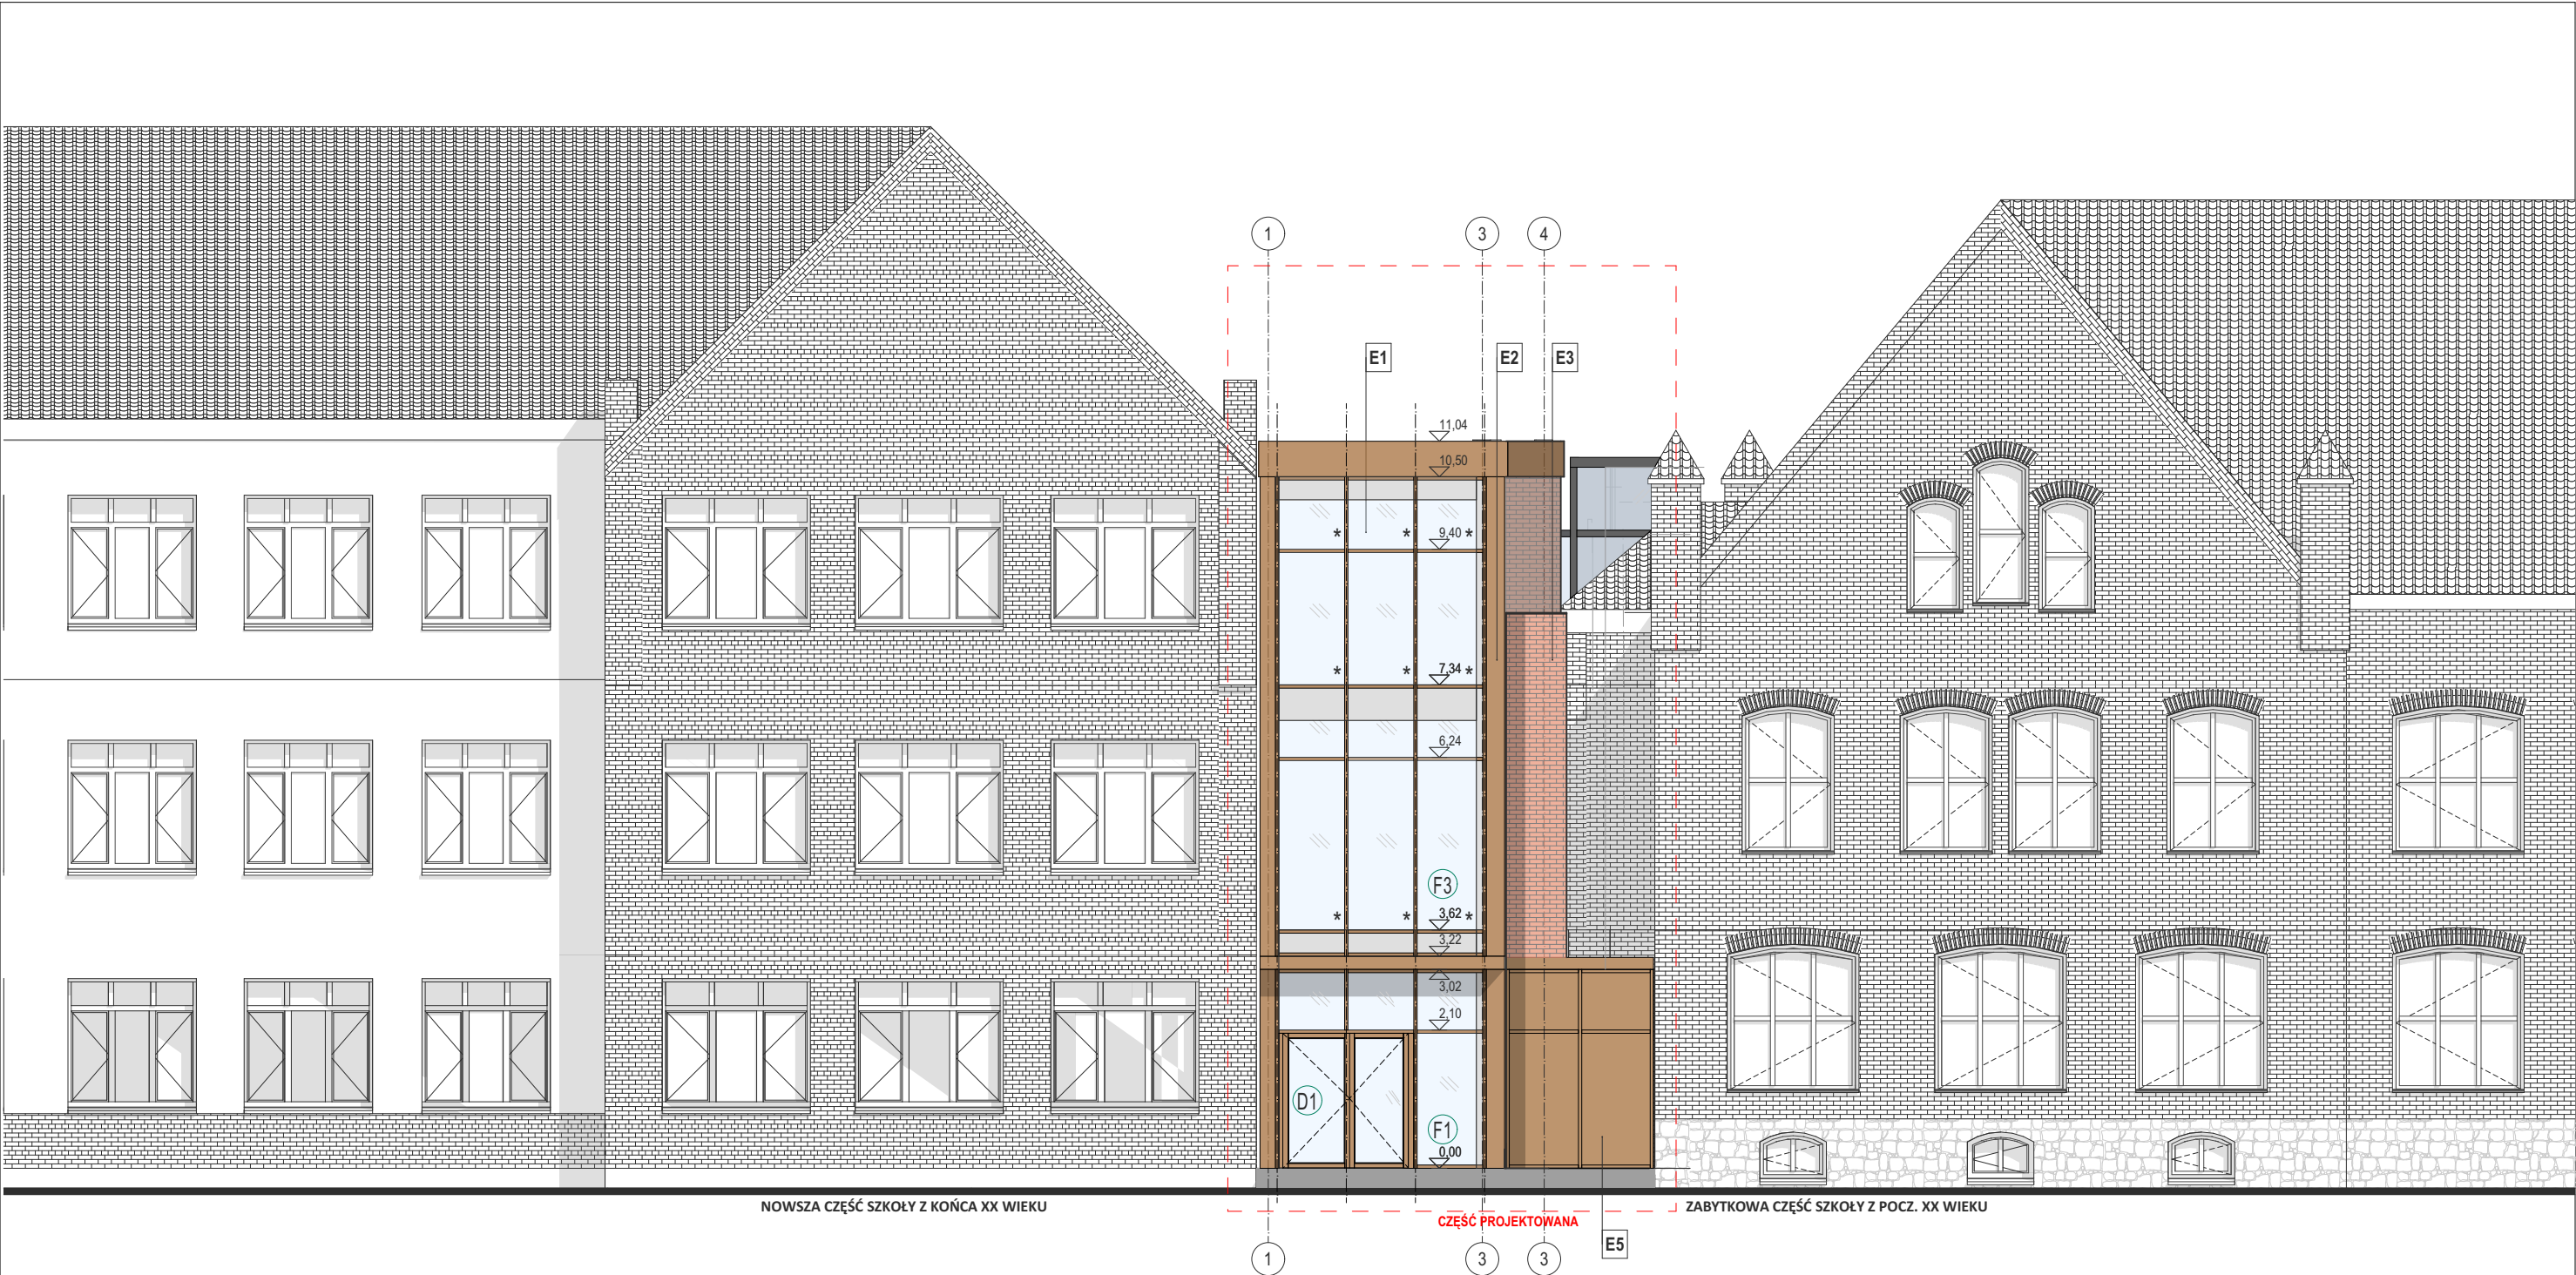 1 3 4
E1 E2 E3
11,04
10,50
* * 9,40 *
* * 7,34 *
6,24
F3
* * 3,62 *
3,22
3,02
2,10
D1
F1
0,00
NOWSZA CZĘŚĆ SZKOŁY Z KOŃCA XX WIEKU
ZABYTKOWA CZĘŚĆ SZKOŁY Z POCZ. XX WIEKU
CZĘŚĆ PROJEKTOWANA
E5
1 3 3